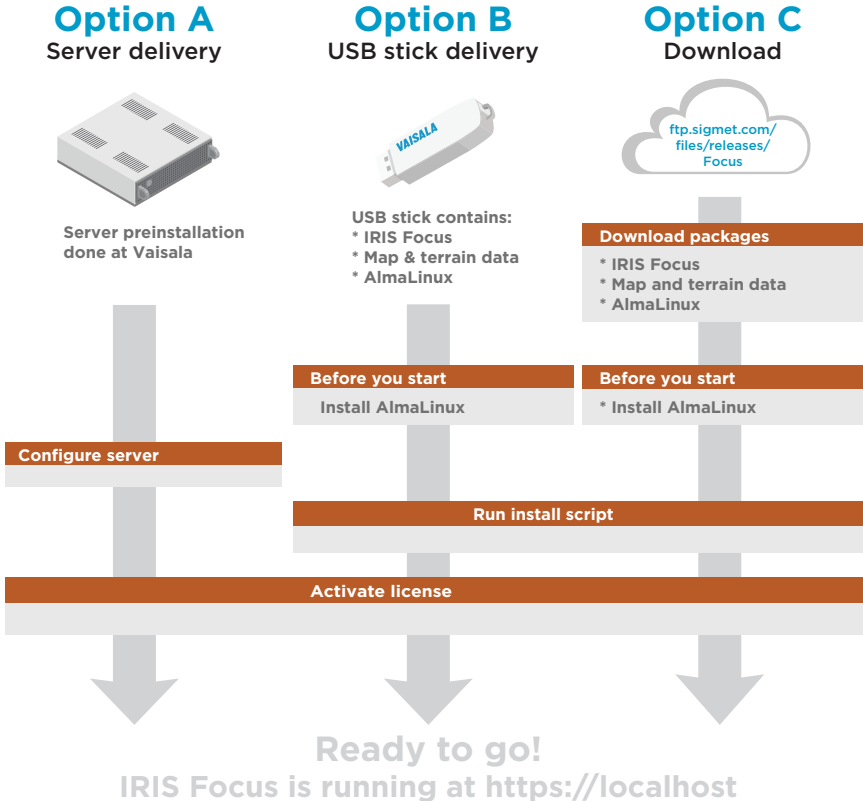 Option A
Server delivery
Server preinstallation
done at Vaisala
Configure server
Option B
USB stick delivery
VAISALA
USB stick contains:
* IRIS Focus
* Map & terrain data
* AlmaLinux
Before you start
Install AlmaLinux
Option C
Download
ftp.sigmet.com/
files/releases/
Focus
Download packages
* IRIS Focus
* Map and terrain data
* AlmaLinux
Before you start
* Install AlmaLinux
Run install script
Activate license
Ready to go!
IRIS Focus is running at https://localhost